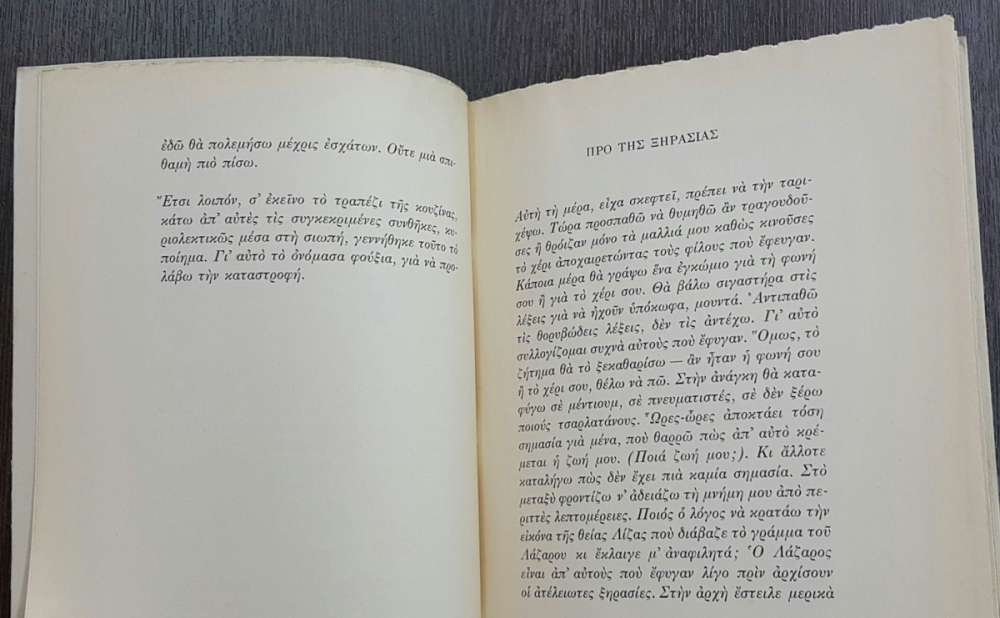 ἐδῶ θὰ πολεμήσω μέχρις ἐσχάτων. Οὔτε μιὰ σπι-
θαμὴ πιὸ πίσω.
Ἔτσι λοιπόν, σ' ἐκεῖνο τὸ τραπέζι τῆς κουζίνας,
κάτω ἀπ' αὐτὲς τὶς συγκεκριμένες συνθῆκες, κυ-
ριολεκτικῶς μέσα στὴ σιωπή, γεννήθηκε τοῦτο τὸ
ποίημα. Γι' αὐτὸ τὸ ὀνόμασα φούξια, γιὰ νὰ προ-
λάβω τὴν καταστροφή.
ΠΡΟ ΤΗΣ ΞΗΡΑΣΙΑΣ
Αὐτὴ τὴ μέρα, εἶχα σκεφτεῖ, πρέπει νὰ τὴν ταρι-
χέψω. Τώρα προσπαθῶ νὰ θυμηθῶ ἂν τραγουδοῦ-
σες ἢ θρόιζαν μόνο τὰ μαλλιά μου καθὼς κινοῦσες
τὸ χέρι ἀποχαιρετώντας τοὺς φίλους ποὺ ἔφευγαν.
Κάποια μέρα θὰ γράψω ἕνα ἐγκώμιο γιὰ τὴ φωνή
σου ἢ γιὰ τὸ χέρι σου. Θὰ βάλω σιγαστήρα στὶς
λέξεις γιὰ νὰ ἠχοῦν ὑπόκωφα, μουντά. Ἀντιπαθῶ
τὶς θορυβώδεις λέξεις, δὲν τὶς ἀντέχω. Γι' αὐτὸ
συλλογίζομαι συχνὰ αὐτοὺς ποὺ ἔφυγαν. Ὅμως, τὸ
ζήτημα θὰ τὸ ξεκαθαρίσω — ἂν ἦταν ἡ φωνή σου
ἢ τὸ χέρι σου, θέλω νὰ πῶ. Στὴν ἀνάγκη θὰ κατα-
φύγω σὲ μέντιουμ, σὲ πνευματιστές, σὲ δὲν ξέρω
ποιούς τσαρλατάνους. Ὧρες-ὧρες ἀποκτάει τόση
σημασία γιὰ μένα, ποὺ θαρρῶ πὼς ἀπ' αὐτὸ κρέ-
μεται ἡ ζωή μου. (Ποιά ζωή μου;). Κι ἄλλοτε
καταλήγω πὼς δὲν ἔχει πιὰ καμία σημασία. Στὸ
μεταξὺ φροντίζω ν' ἀδειάζω τὴ μνήμη μου ἀπὸ πε-
ριττὲς λεπτομέρειες. Ποιός ὁ λόγος νὰ κρατάω τὴν
εἰκόνα τῆς θείας Λίζας ποὺ διάβαζε τὸ γράμμα τοῦ
Λάζαρου κι ἔκλαιγε μ' ἀναφιλητά; Ὁ Λάζαρος
εἶναι ἀπ' αὐτοὺς ποὺ ἔφυγαν λίγο πρὶν ἀρχίσουν
οἱ ἀτέλειωτες ξηρασίες. Στὴν ἀρχὴ ἔστειλε μερικὰ